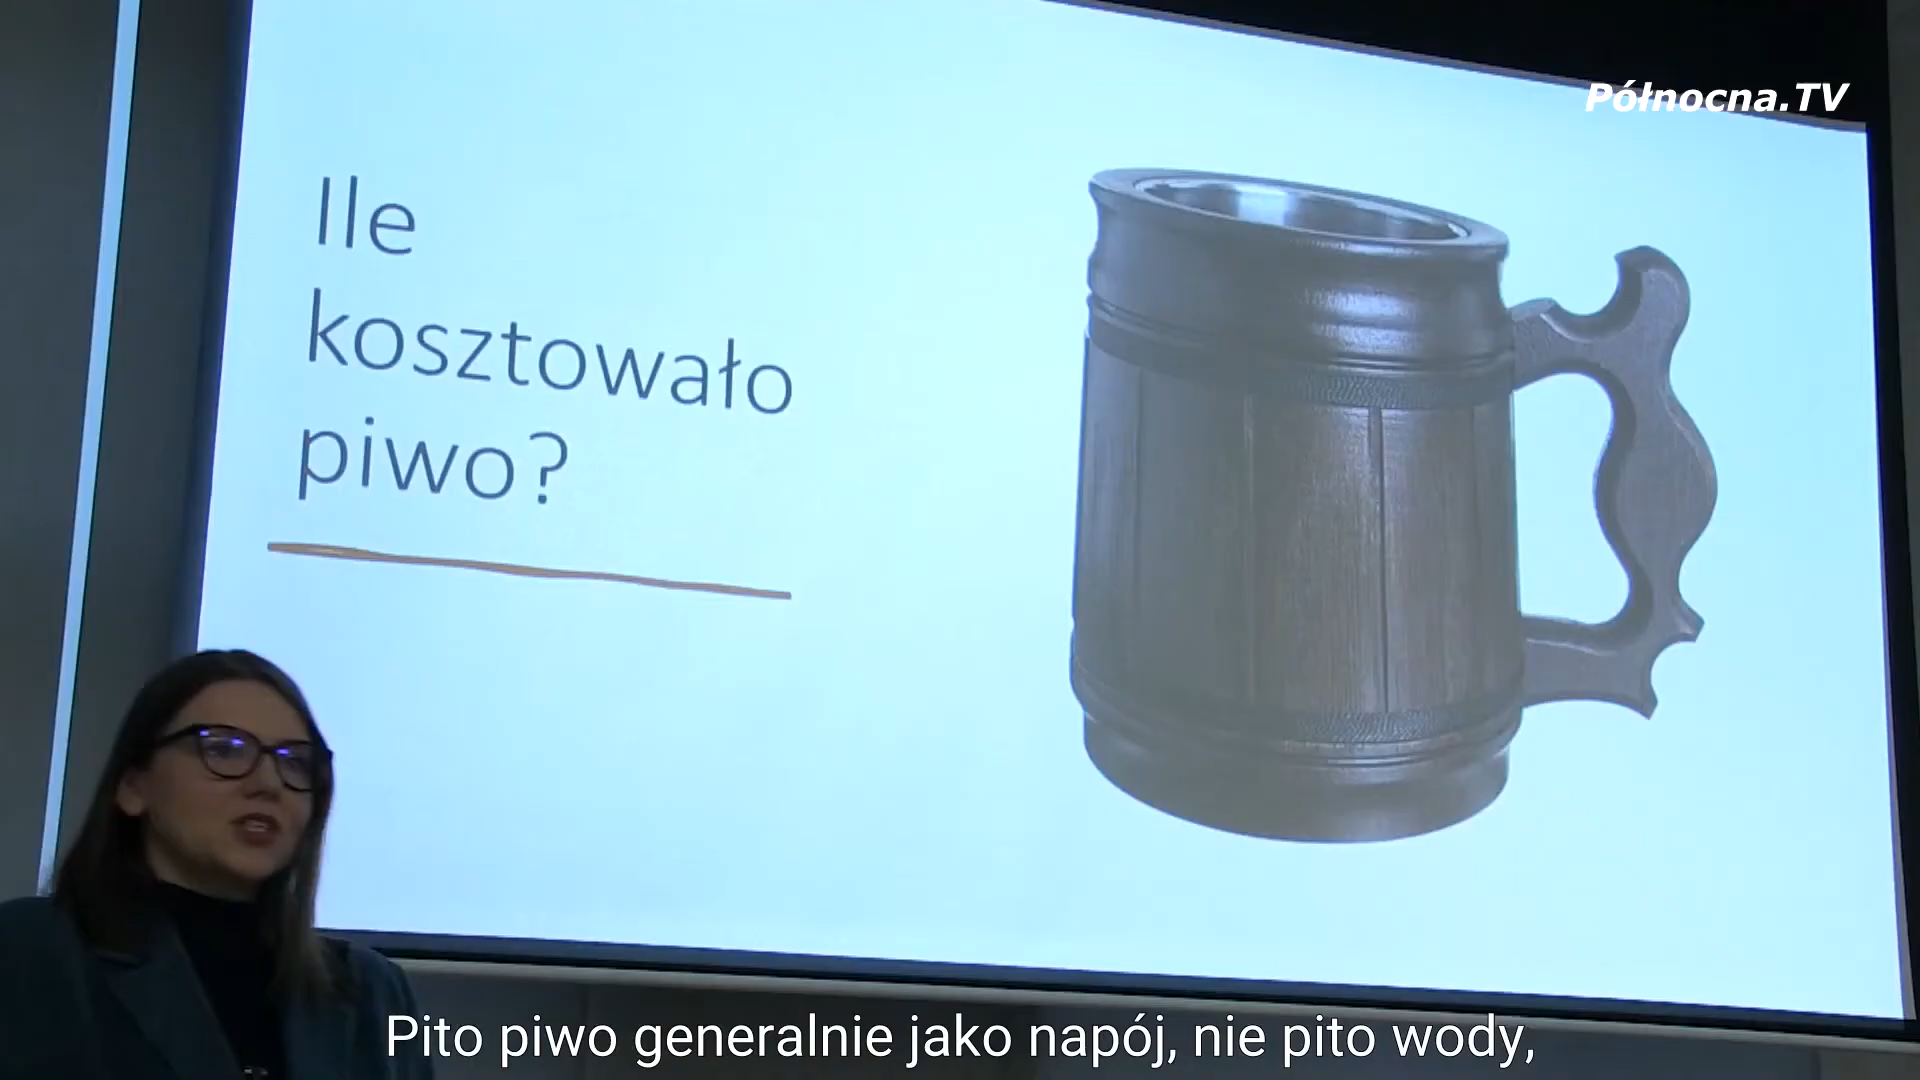 Północna.TV
Ile
kosztowało
piwo?
Pito piwo generalnie jako napój, nie pito wody,